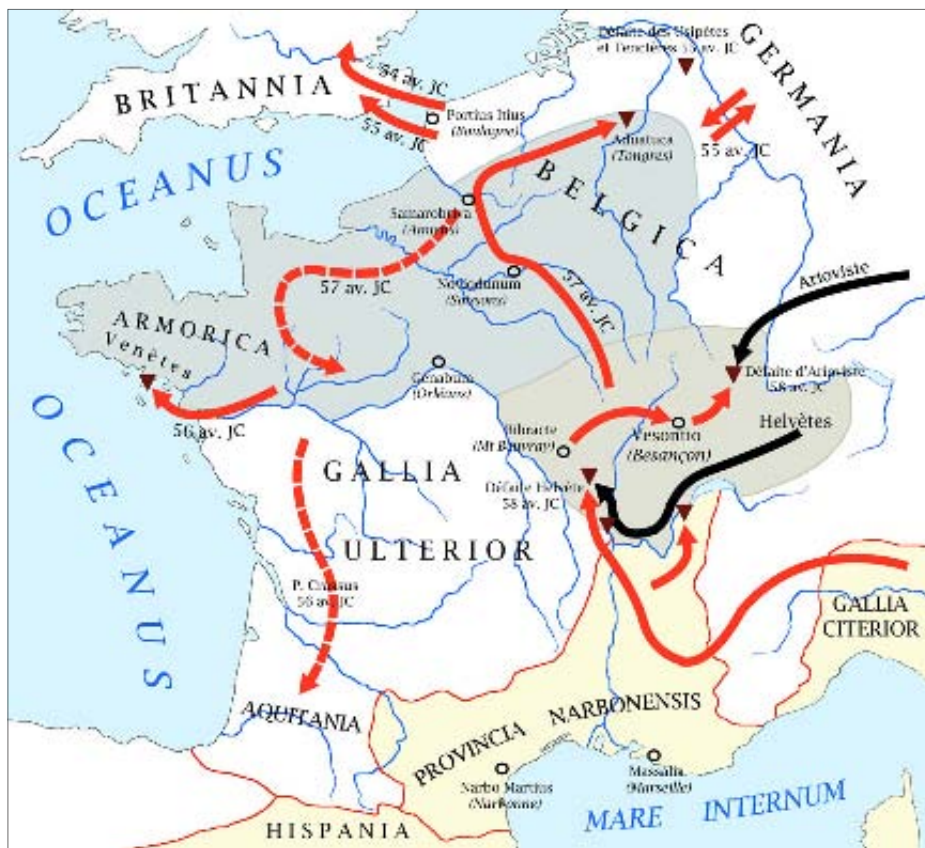 Défaite des Usipètes
et Tenctères 55 av. JC
GERMANIA
54 av. JC
BRITANNIA
Portius Itius
(Boulogne)
55 av. JC
Aduatuca
(Tongres)
55 av. JC
OCEANUS
BELGICA
Samarobriva
(Amiens)
57 av. JC
Noviodunum
(Soissons)
57 av. JC
Arioviste
ARMORICA
Venètes
Genabum
(Orléans)
Défaite d'Arioviste
58 av. JC
56 av. JC
Bibracte
(Mt Beuvray)
Vesontio
(Besançon)
Helvètes
OCEANUS
GALLIA
ULTERIOR
Défaite Helvète
58 av. JC
P. Crassus
56 av. JC
GALLIA
CITERIOR
AQUITANIA
PROVINCIA NARBONENSIS
Narbo Martius
(Narbonne)
Massalia
(Marseille)
HISPANIA
MARE INTERNUM